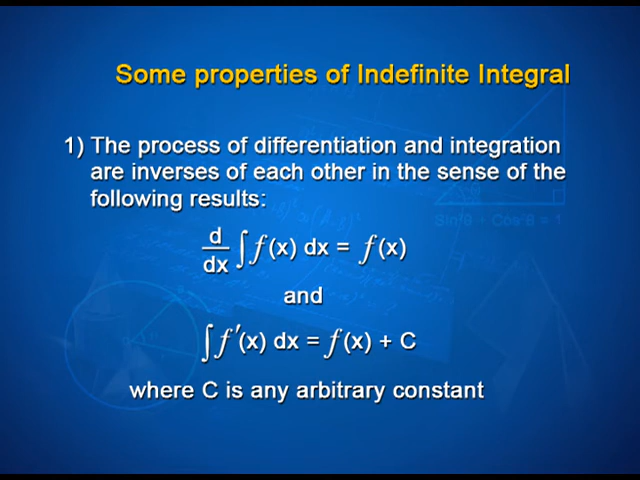 Some properties of Indefinite Integral
1) The process of differentiation and integration
are inverses of each other in the sense of the
following results:
d/dx ∫ f(x) dx = f(x)
and
∫ f′(x) dx = f(x) + C
where C is any arbitrary constant